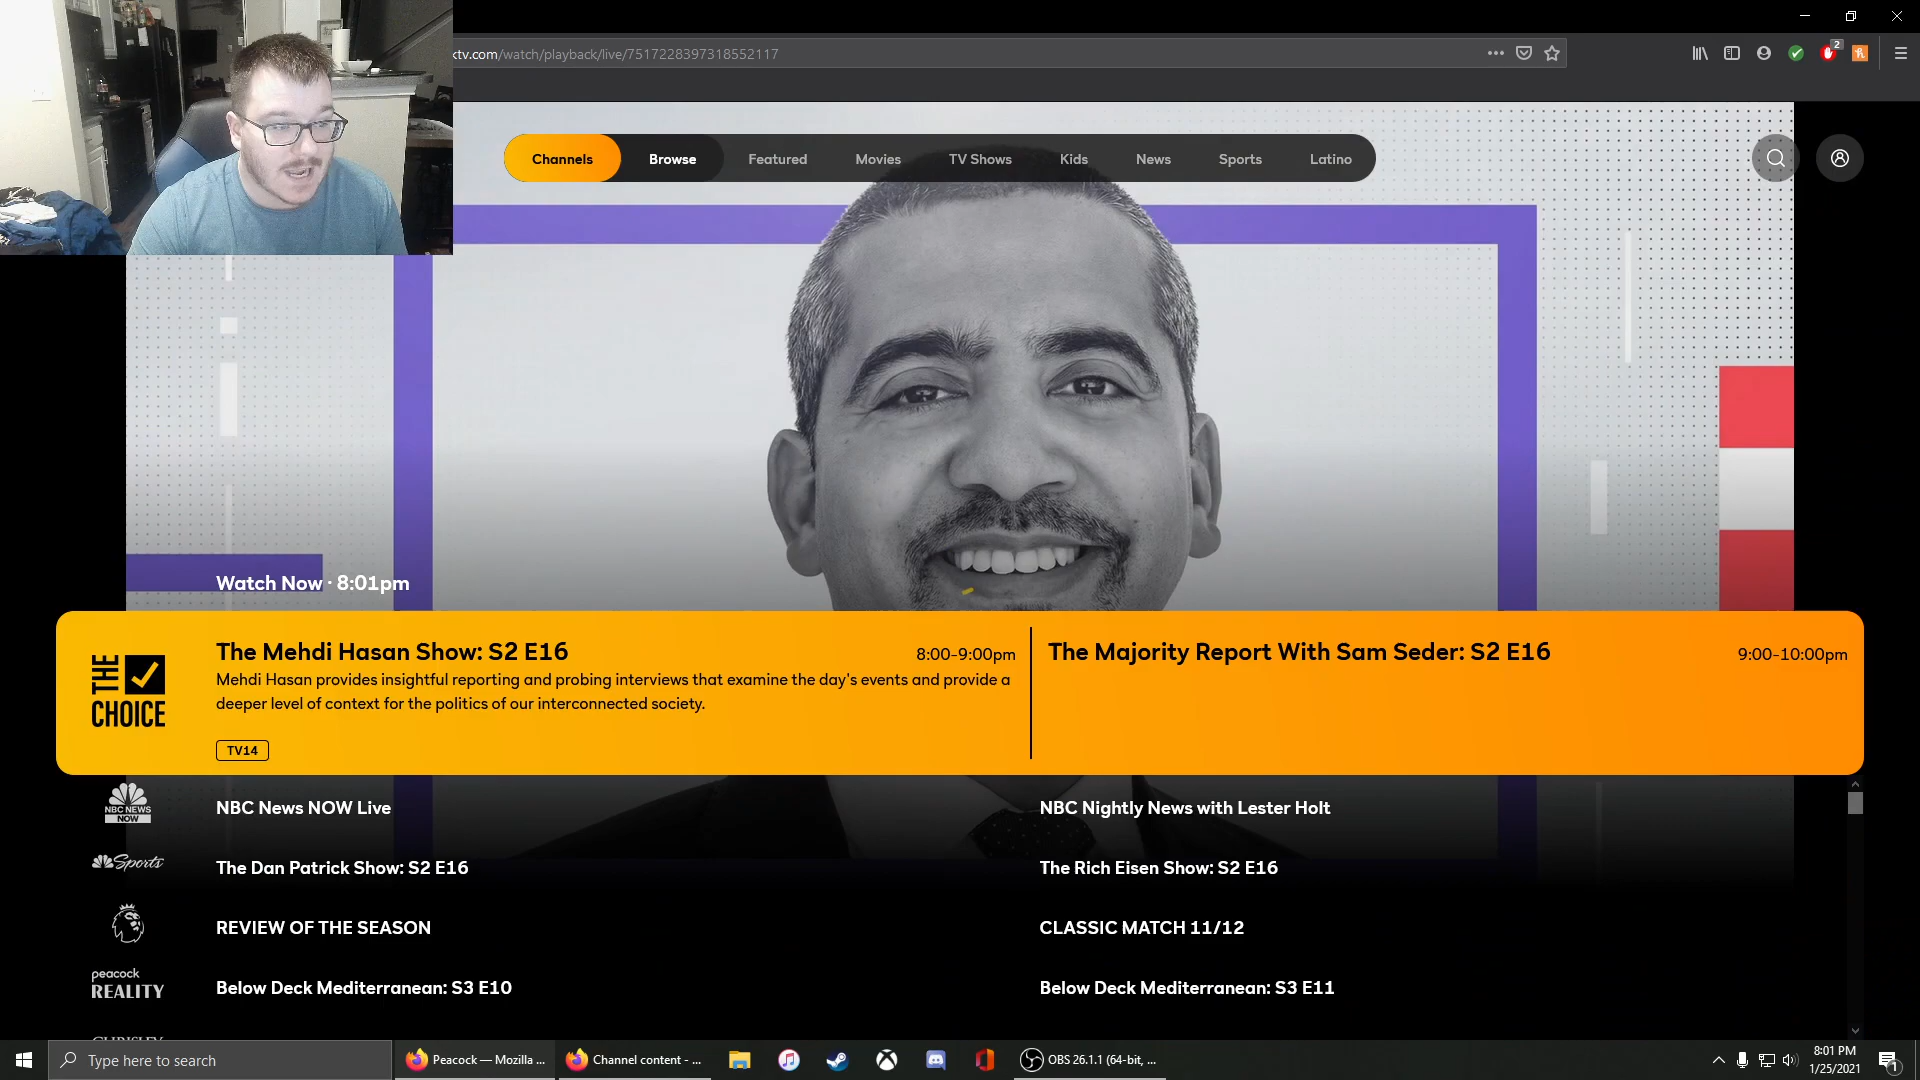 ktv.com/watch/playback/live/7517228397318552117
2
Channels
Browse
Featured
Movies
TV Shows
Kids
News
Sports
Latino
Watch Now · 8:01pm
THE CHOICE
The Mehdi Hasan Show: S2 E16
8:00-9:00pm
Mehdi Hasan provides insightful reporting and probing interviews that examine the day's events and provide a
deeper level of context for the politics of our interconnected society.
TV14
The Majority Report With Sam Seder: S2 E16
9:00-10:00pm
NBC NEWS
NOW
NBC News NOW Live
NBC Nightly News with Lester Holt
Sports
The Dan Patrick Show: S2 E16
The Rich Eisen Show: S2 E16
REVIEW OF THE SEASON
CLASSIC MATCH 11/12
peacock
REALITY
Below Deck Mediterranean: S3 E10
Below Deck Mediterranean: S3 E11
Type here to search
Peacock — Mozilla ...
Channel content - ...
OBS 26.1.1 (64-bit, ...
8:01 PM
1/25/2021
1